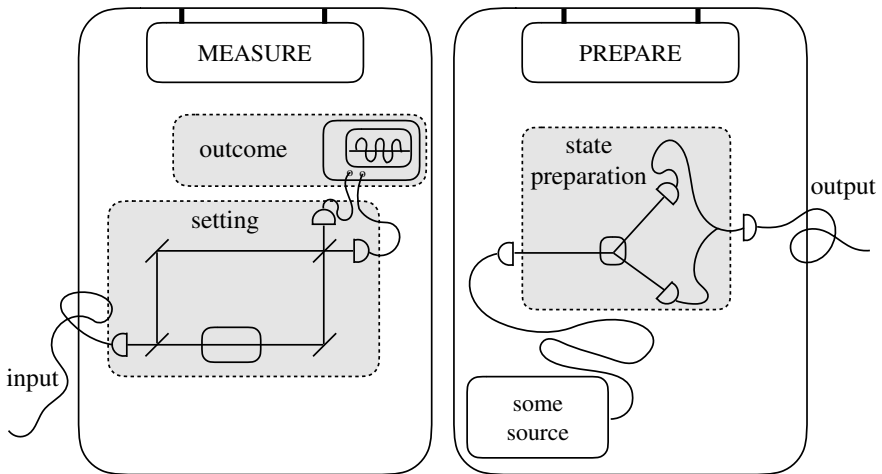 MEASURE
outcome
setting
input
PREPARE
state
preparation
output
some
source